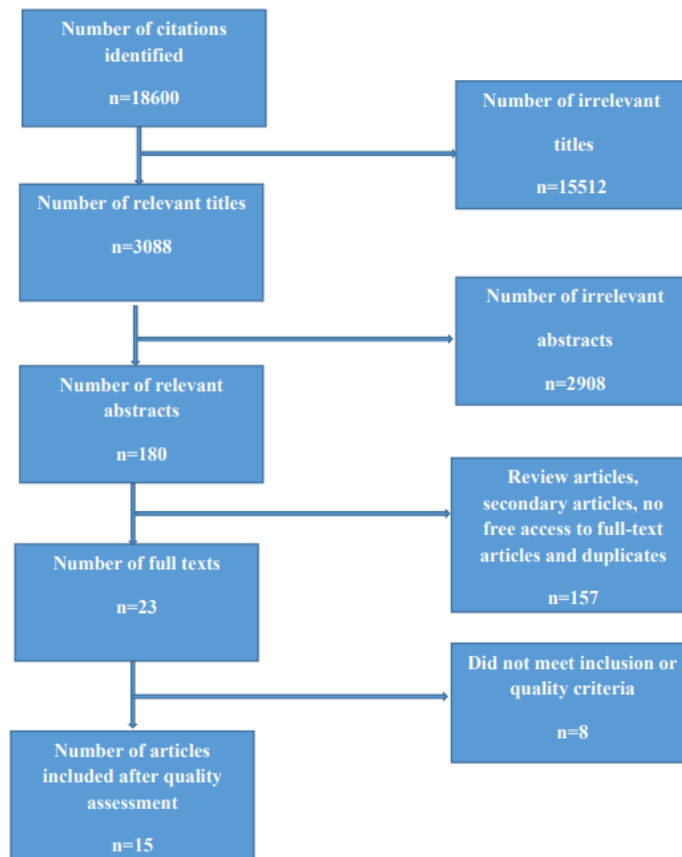 Number of citations
identified
n=18600
Number of irrelevant
titles
n=15512
Number of relevant titles
n=3088
Number of irrelevant
abstracts
n=2908
Number of relevant
abstracts
n=180
Review articles,
secondary articles, no
free access to full-text
articles and duplicates
n=157
Number of full texts
n=23
Did not meet inclusion or
quality criteria
n=8
Number of articles
included after quality
assessment
n=15